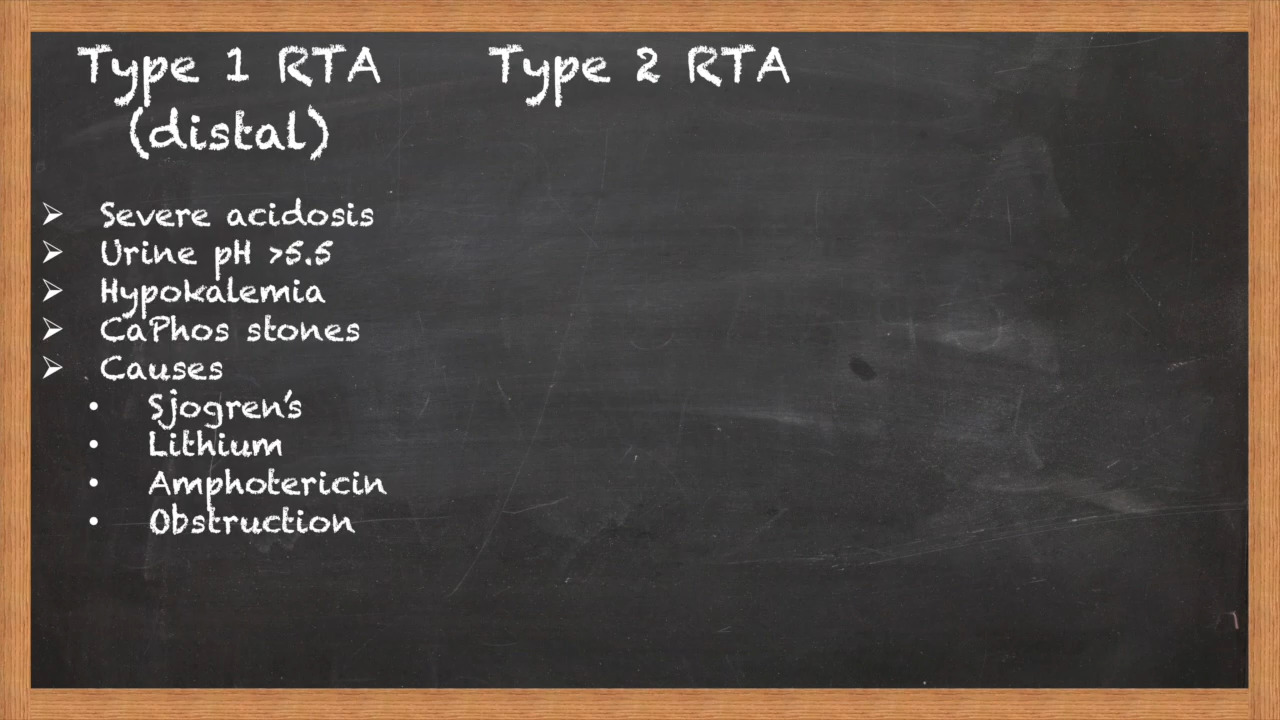 Type 1 RTA
(distal)
Type 2 RTA
➢ Severe acidosis
➢ Urine pH >5.5
➢ Hypokalemia
➢ CaPhos stones
➢ Causes
• Sjogren's
• Lithium
• Amphotericin
• Obstruction